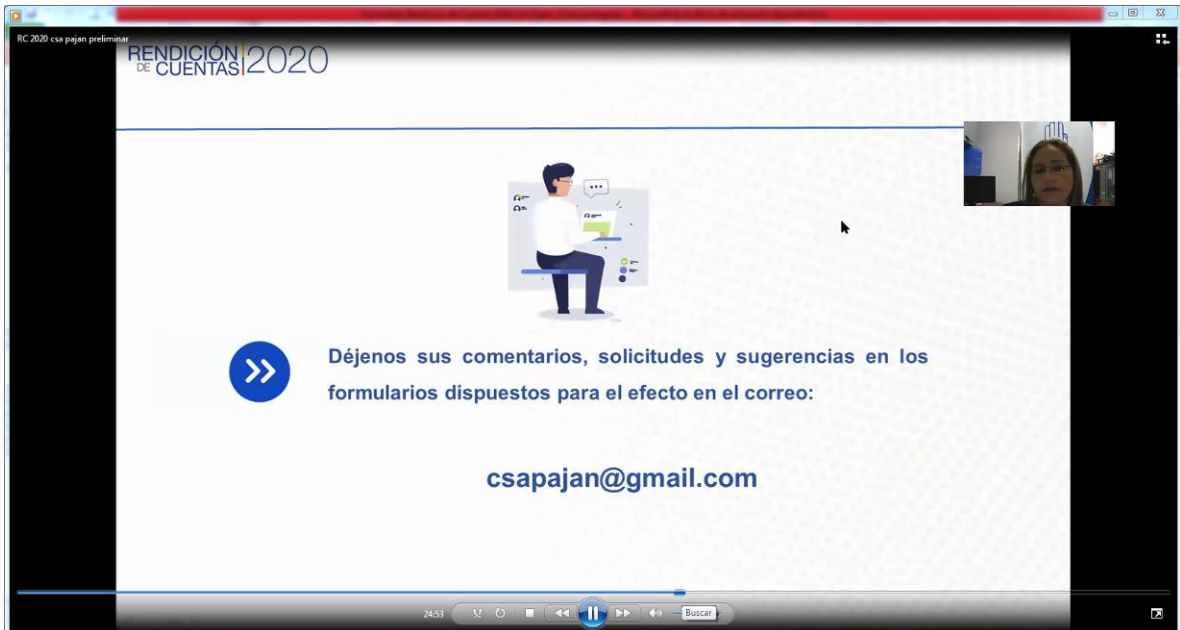 RC 2020 csa pajan preliminar
RENDICIÓN
DE CUENTAS 2020
Déjenos sus comentarios, solicitudes y sugerencias en los
formularios dispuestos para el efecto en el correo:
csapajan@gmail.com
24:53
Buscar